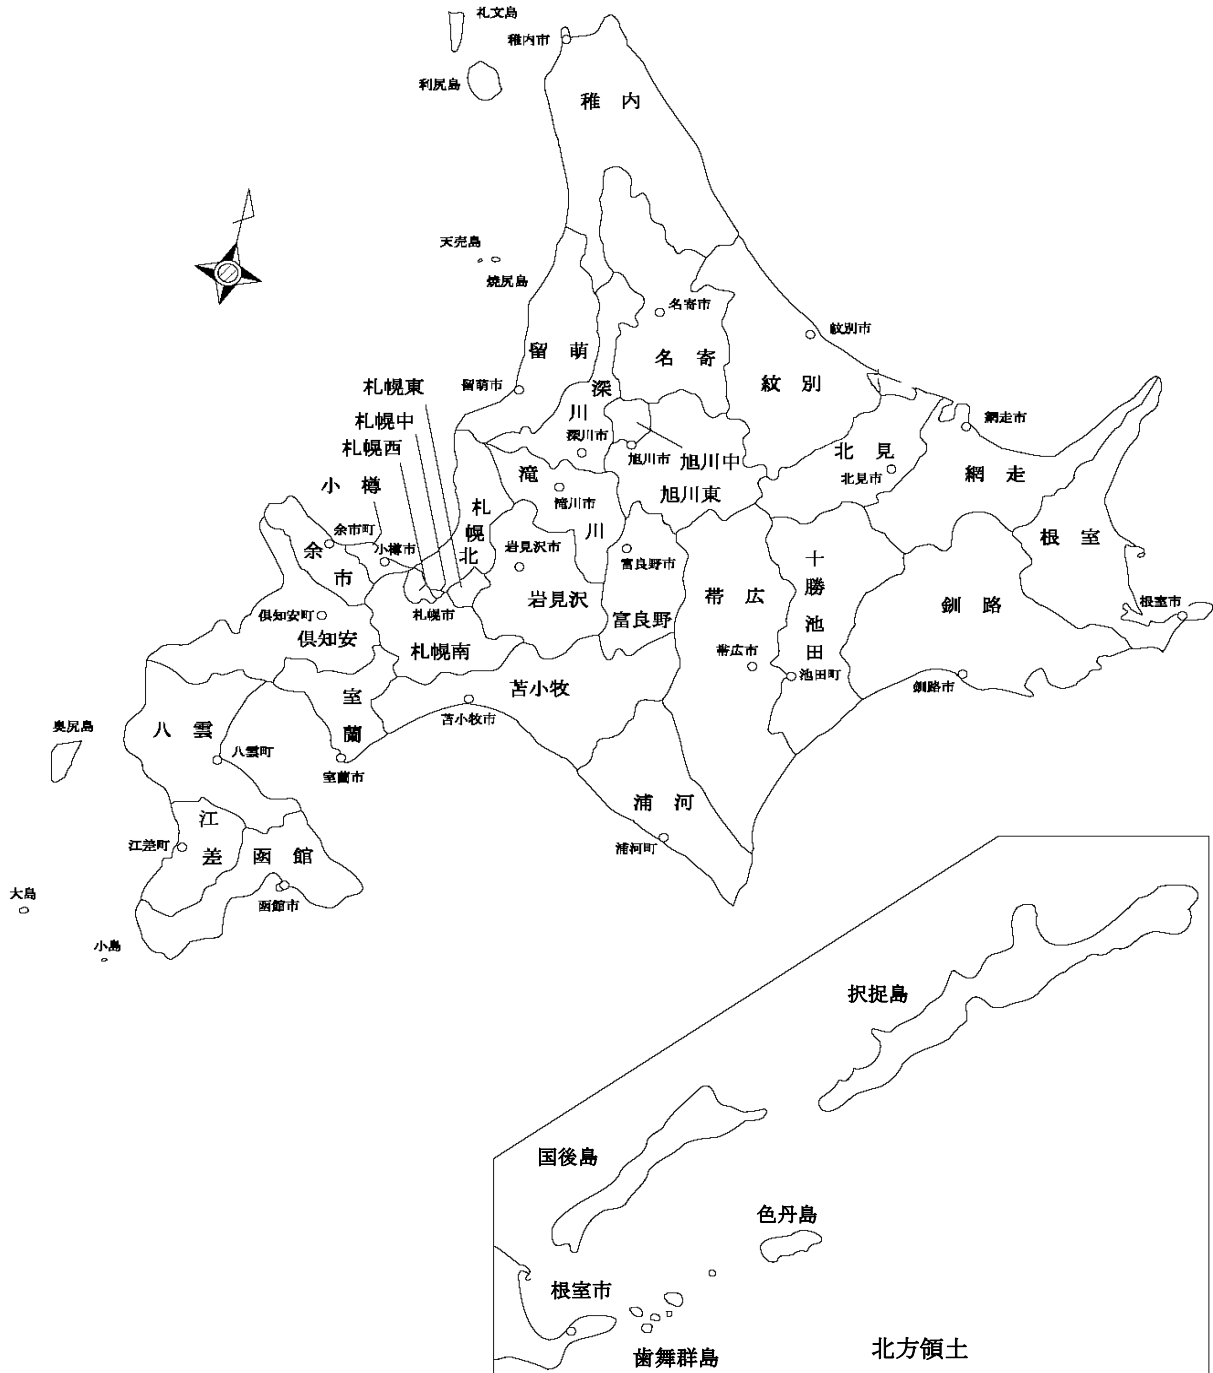 礼文島
稚内市
利尻島
稚内
天売島
焼尻島
名寄市
紋別市
留萌
名寄
紋別
札幌東
留萌市
深川
札幌中
深川市
網走市
札幌西
旭川市
旭川中
北見
北見市
網走
小樽
滝川
滝川市
旭川東
札幌北
余市町
小樽市
岩見沢市
富良野市
根室
余市
十勝池田
岩見沢
帯広
釧路
倶知安町
札幌市
富良野
根室市
倶知安
札幌南
帯広市
池田町
釧路市
室蘭
苫小牧
苫小牧市
奥尻島
八雲
八雲町
室蘭市
浦河
江差
江差町
函館
浦河町
大島
函館市
小島
択捉島
国後島
色丹島
根室市
歯舞群島
北方領土